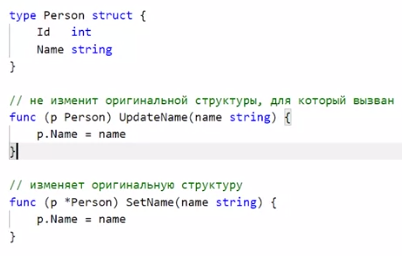 type Person struct {
    Id   int
    Name string
}
// не изменит оригинальной структуры, для который вызван
func (p Person) UpdateName(name string) {
    p.Name = name
}
// изменяет оригинальную структуру
func (p *Person) SetName(name string) {
    p.Name = name
}